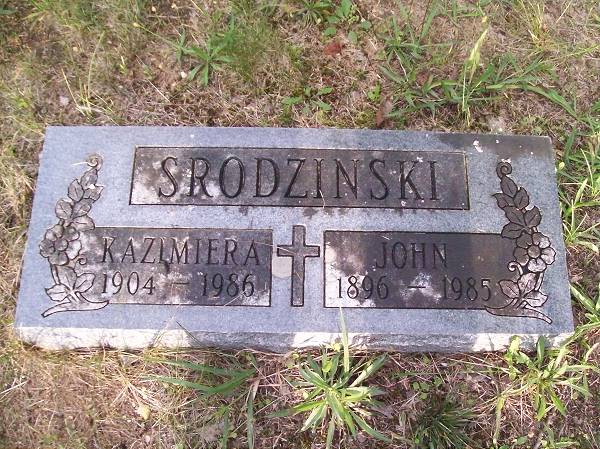 SRODZINSKI
KAZIMIERA
1904 — 1986
JOHN
1896 — 1985